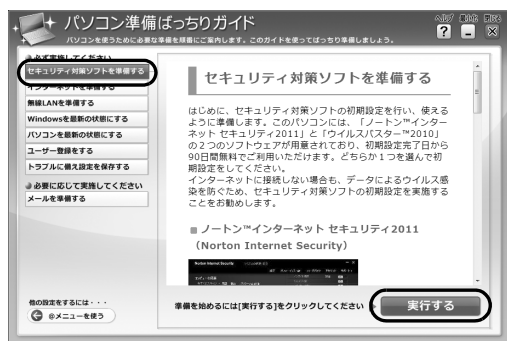 パソコン準備ばっちりガイド
パソコンを使うために必要な準備を順番にご案内します。このガイドを使ってばっちり準備しましょう。
ヘルプ 最小化 閉じる
必ず実施してください
セキュリティ対策ソフトを準備する
インターネットを準備する
無線LANを準備する
Windowsを最新の状態にする
パソコンを最新の状態にする
ユーザー登録をする
トラブルに備え設定を保存する
必要に応じて実施してください
メールを準備する
他の設定をするには・・・
@メニューを使う
セキュリティ対策ソフトを準備する
はじめに、セキュリティ対策ソフトの初期設定を行い、使える
ように準備します。このパソコンには、「ノートン™インター
ネット セキュリティ2011」と「ウイルスバスター™2010」
の2つのソフトウェアが用意されており、初期設定完了日から
90日間無料でご利用いただけます。どちらか1つを選んで初
期設定をしてください。
インターネットに接続しない場合も、データによるウイルス感
染を防ぐため、セキュリティ対策ソフトの初期設定を実施する
ことをお勧めします。
■ ノートン™インターネット セキュリティ2011
（Norton Internet Security）
Norton Internet Security
準備を始めるには[実行する]をクリックしてください
実行する